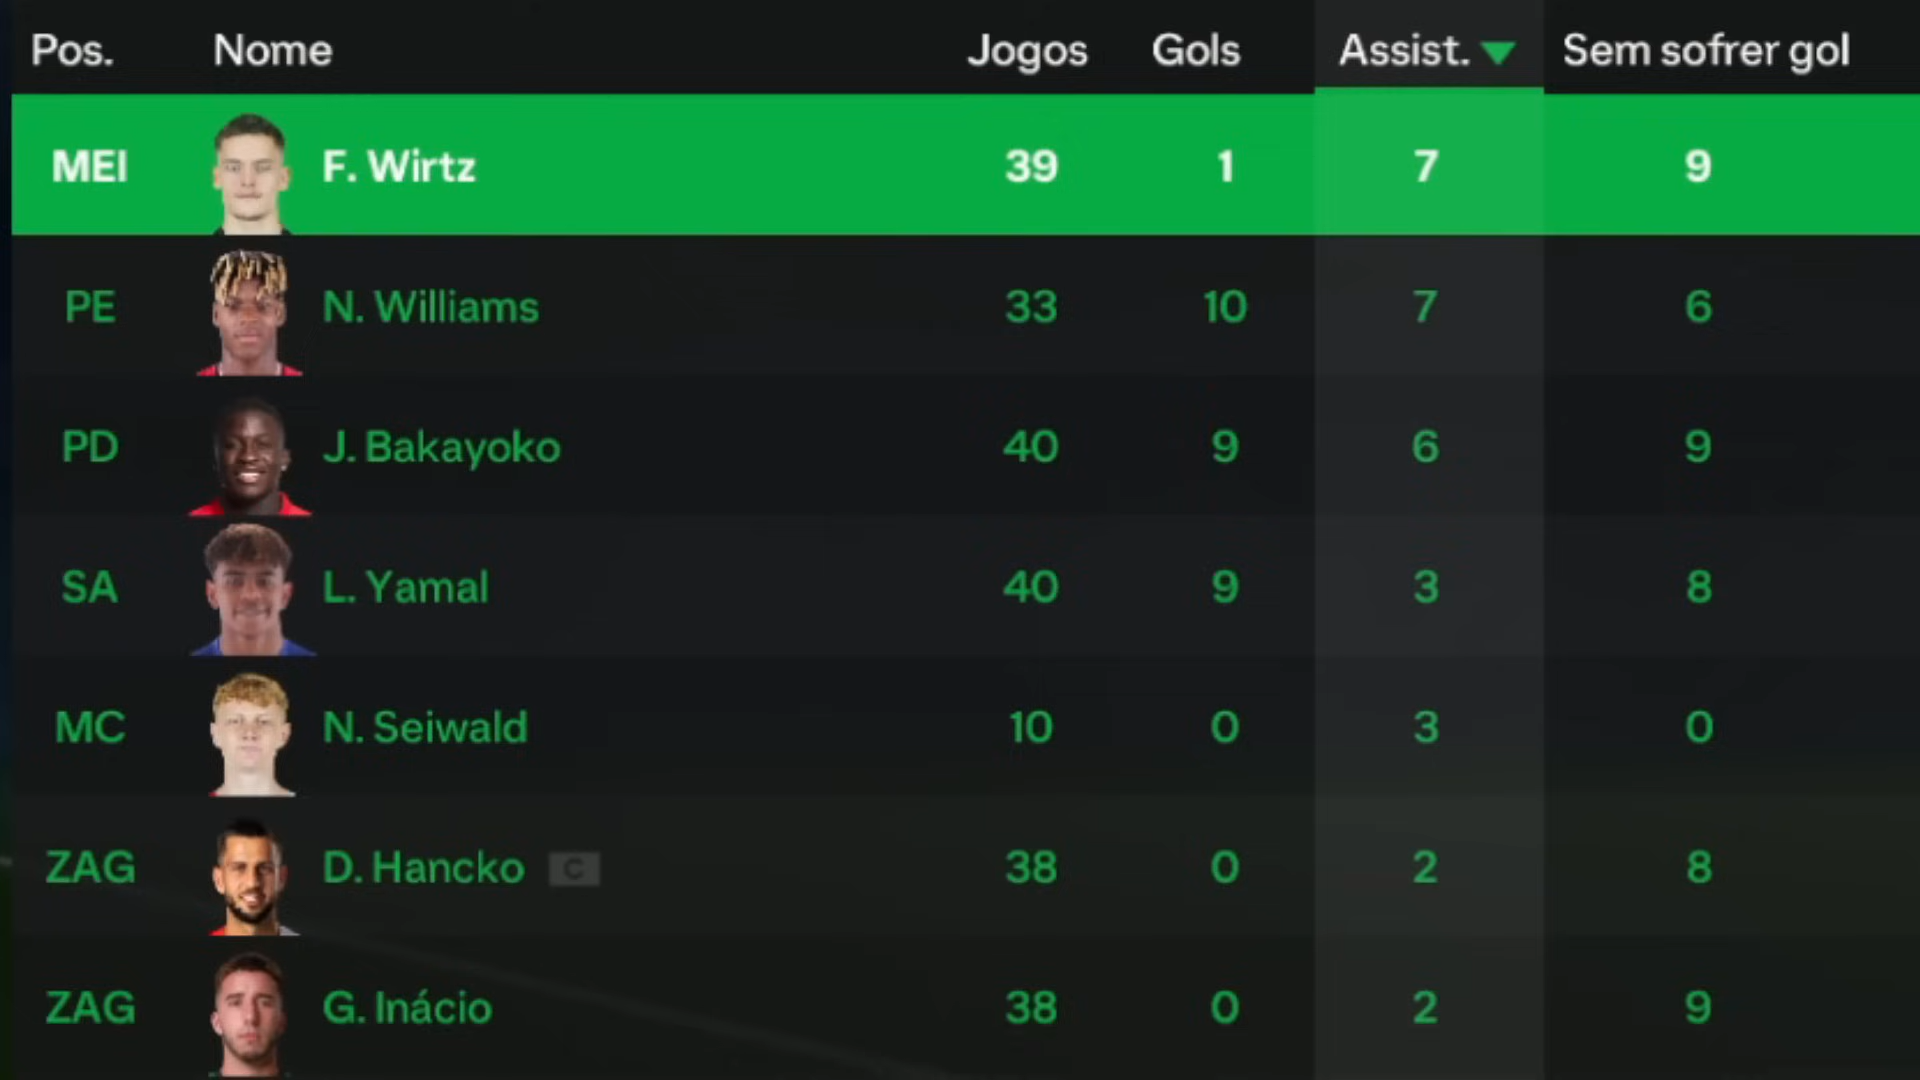 Pos. Nome Jogos Gols Assist. Sem sofrer gol
MEI F. Wirtz 39 1 7 9
PE N. Williams 33 10 7 6
PD J. Bakayoko 40 9 6 9
SA L. Yamal 40 9 3 8
MC N. Seiwald 10 0 3 0
ZAG D. Hancko C 38 0 2 8
ZAG G. Inácio 38 0 2 9